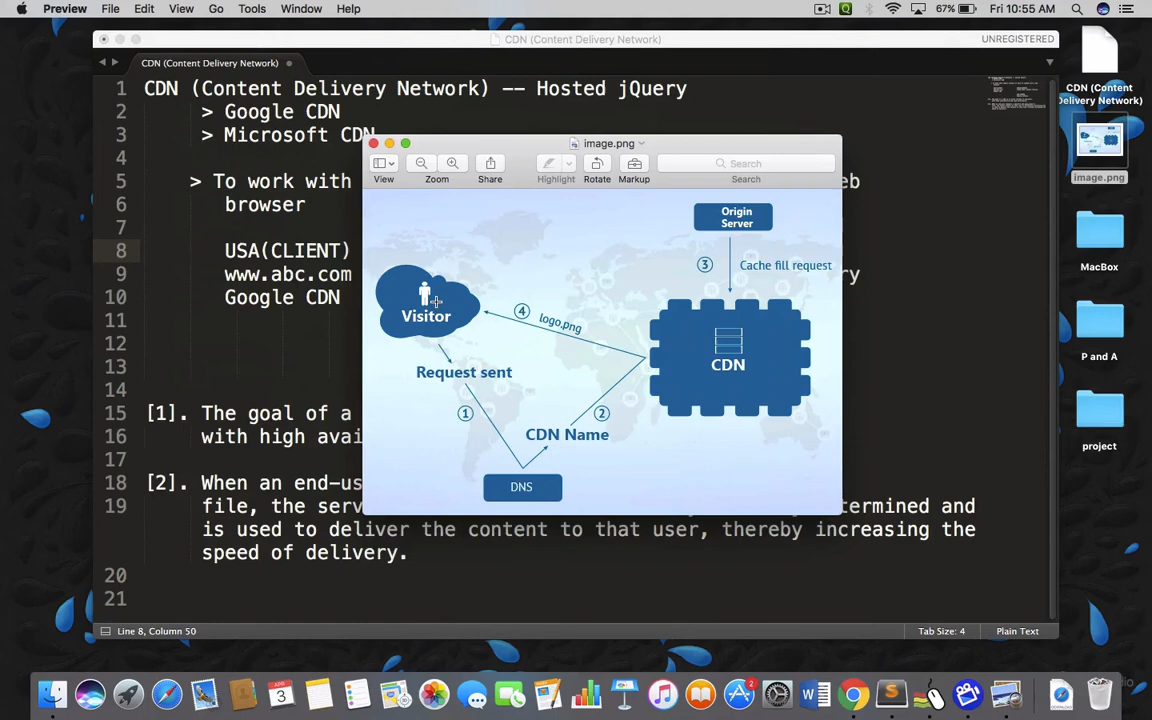 Preview File Edit View Go Tools Window Help
67% Fri 10:55 AM
CDN (Content Delivery Network)
UNREGISTERED
CDN (Content Delivery Network)
1 CDN (Content Delivery Network) -- Hosted jQuery
2 > Google CDN
3 > Microsoft CDN
4
5 > To work with
6 browser
7
8 USA(CLIENT)
9 www.abc.com
10 Google CDN
11
12
13
14
15 [1]. The goal of a
16 with high
17
18 [2]. When an
19 file, the and
is used to deliver the content to that user, thereby increasing the
speed of delivery.
20
21
image.png
View Zoom Share Highlight Rotate Markup Search
Search
Origin
Server
3 Cache fill request
Visitor
4 logo.png
CDN
Request sent
1
2
CDN Name
DNS
Line 8, Column 50
Tab Size: 4 Plain Text
CDN (Content
Delivery Network)
image.png
MacBox
P and A
project